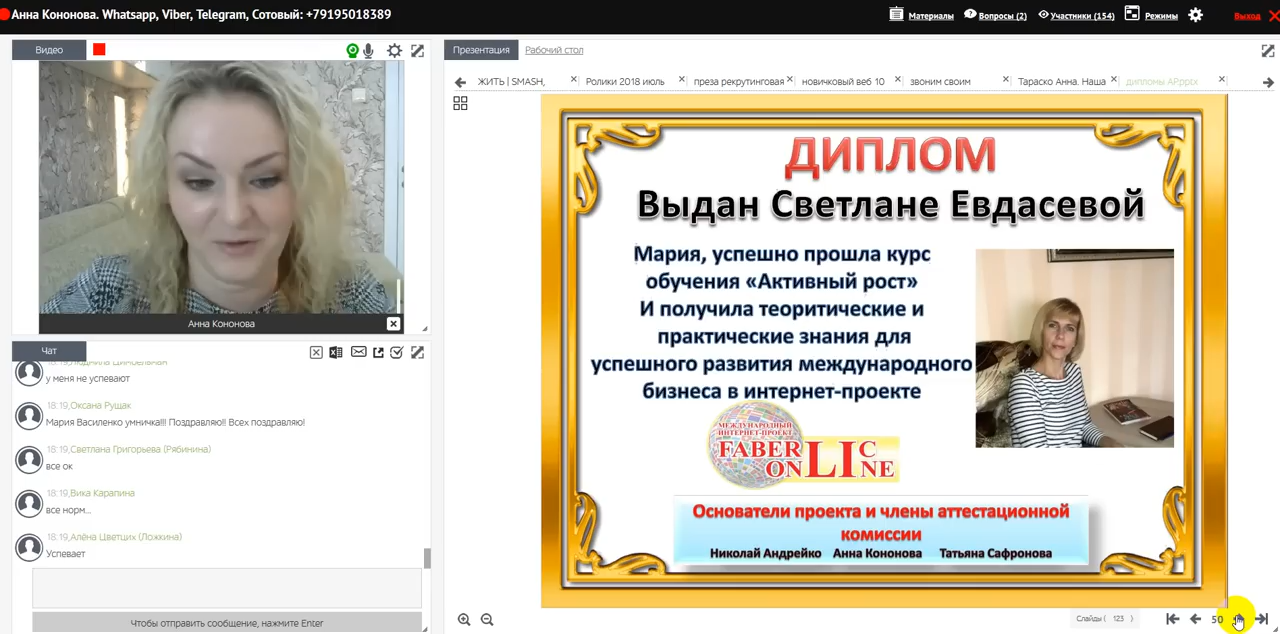 Анна Кононова. Whatsapp, Viber, Telegram, Сотовый: +79195018389
Материалы
Вопросы (2)
Участники (154)
Режимы
Выход
Видео
Анна Кононова
Чат
у меня не успевают
18:19, Оксана Рущак
Мария Василенко умничка!!! Поздравляю!! Всех поздравляю!
18:19, Светлана Григорьева (Рябинина)
все ок
18:19, Вика Карапина
все норм...
18:19, Алёна Цветцих (Ложкина)
Успевает
Чтобы отправить сообщение, нажмите Enter
Презентация
Рабочий стол
ЖИТЬ | SMASH,
Ролики 2018 июль
преза рекрутинговая
новичковый веб 10
звоним своим
Тараско Анна. Наша
дипломы АР.pptx
ДИПЛОМ
Выдан Светлане Евдасевой
Мария, успешно прошла курс
обучения «Активный рост»
И получила теоритические и
практические знания для
успешного развития международного
бизнеса в интернет-проекте
МЕЖДУНАРОДНЫЙ
ИНТЕРНЕТ-ПРОЕКТ
FABERLIC
ONLINE
Основатели проекта и члены аттестационной
комиссии
Николай Андрейко Анна Кононова Татьяна Сафронова
Слайды ( 123 )
50